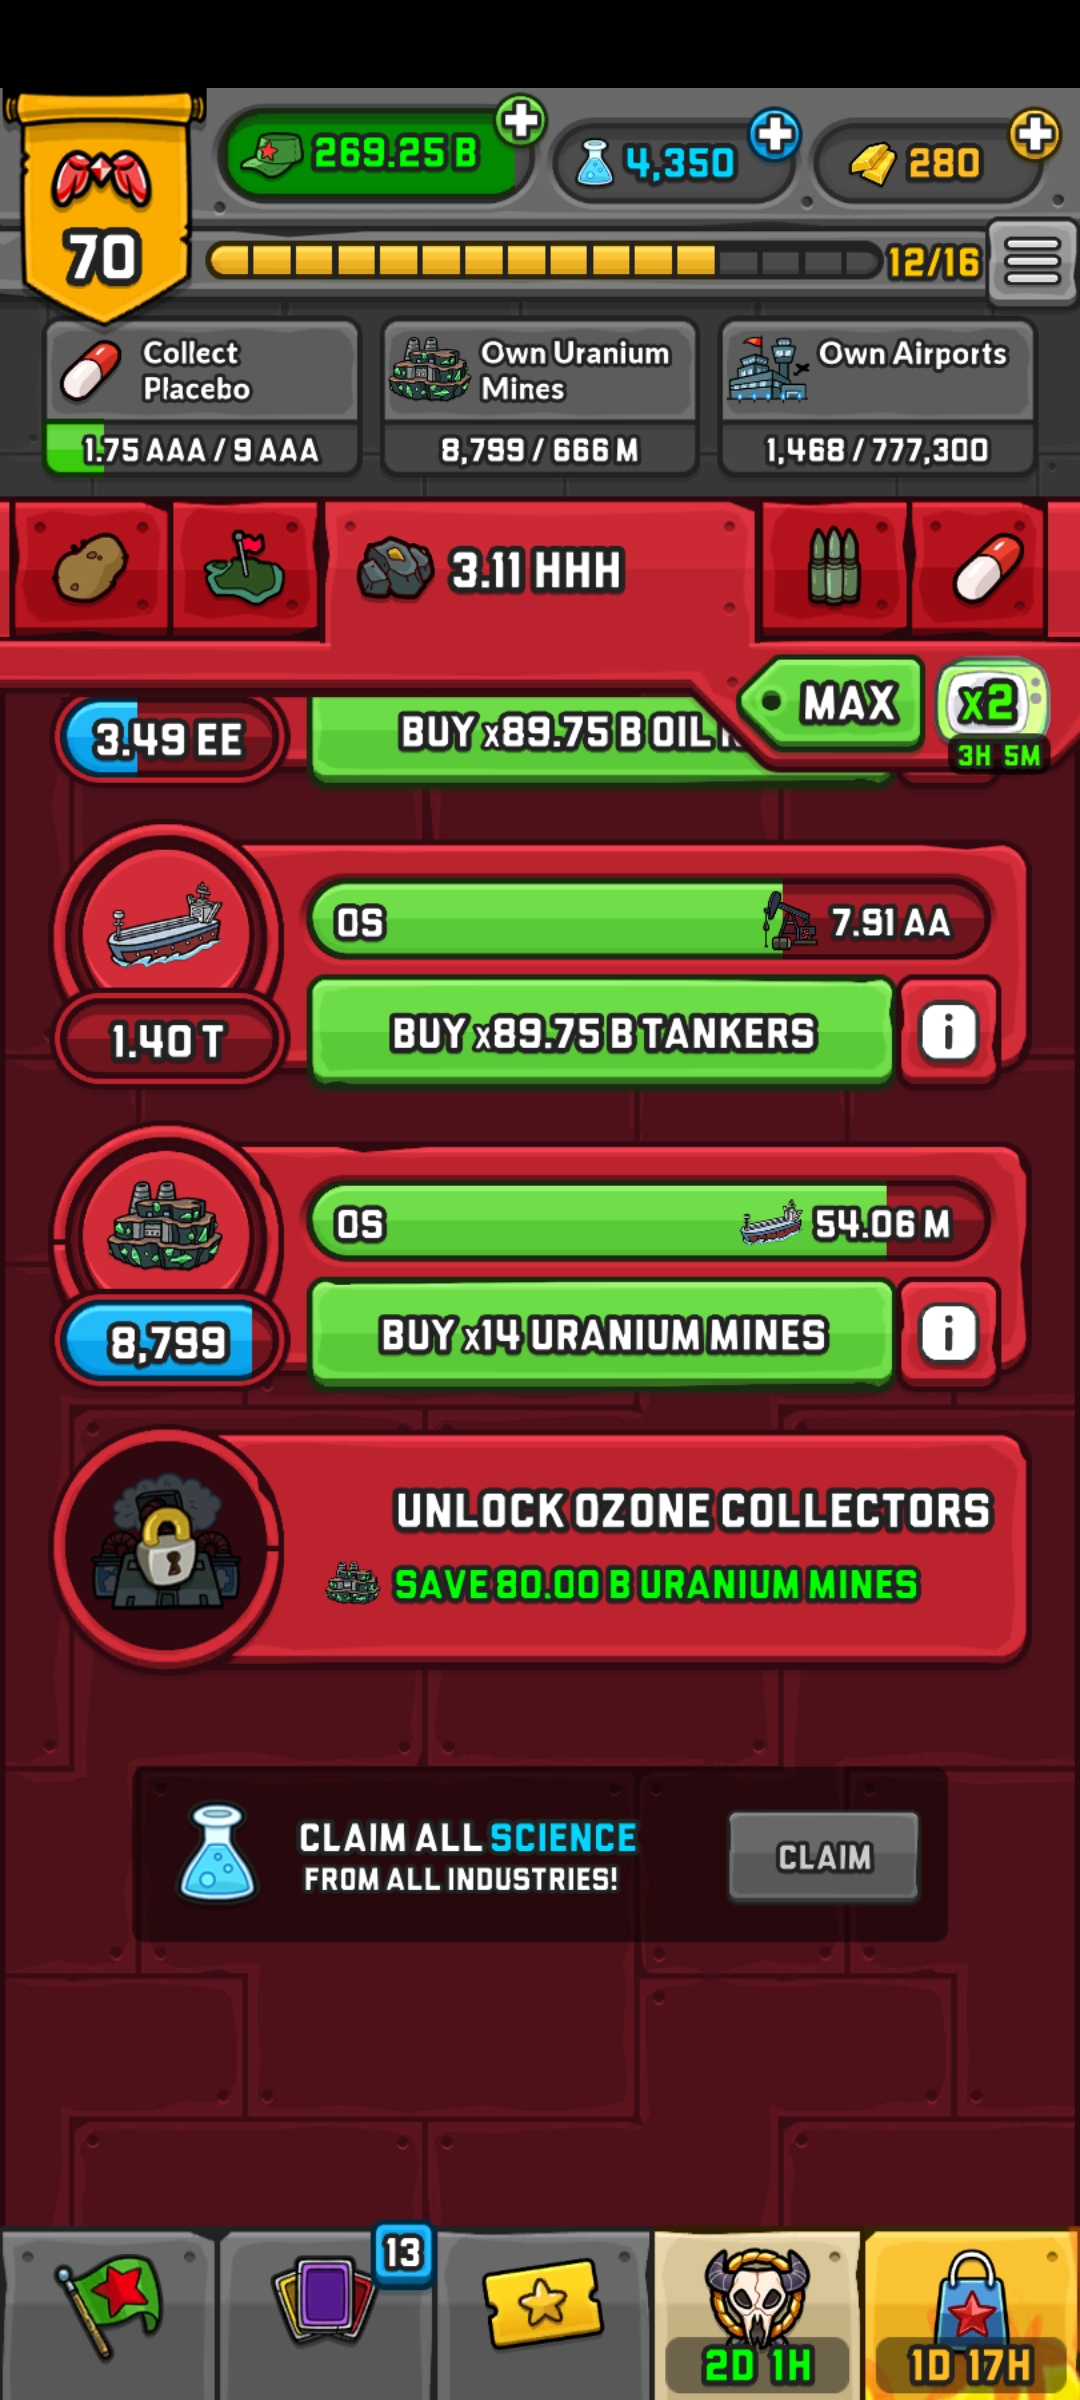 269.25 B
4,350
280
70
12/16
Collect
Placebo
1.75 AAA / 9 AAA
Own Uranium
Mines
8,799 / 666 M
Own Airports
1,468 / 777,300
3.11 HHH
MAX
x2
3H 5M
3.49 EE
BUY x89.75 B OIL
0S
7.91 AA
1.40 T
BUY x89.75 B TANKERS
i
0S
54.06 M
8,799
BUY x14 URANIUM MINES
i
UNLOCK OZONE COLLECTORS
SAVE 80.00 B URANIUM MINES
CLAIM ALL SCIENCE
FROM ALL INDUSTRIES!
CLAIM
13
2D 1H
1D 17H